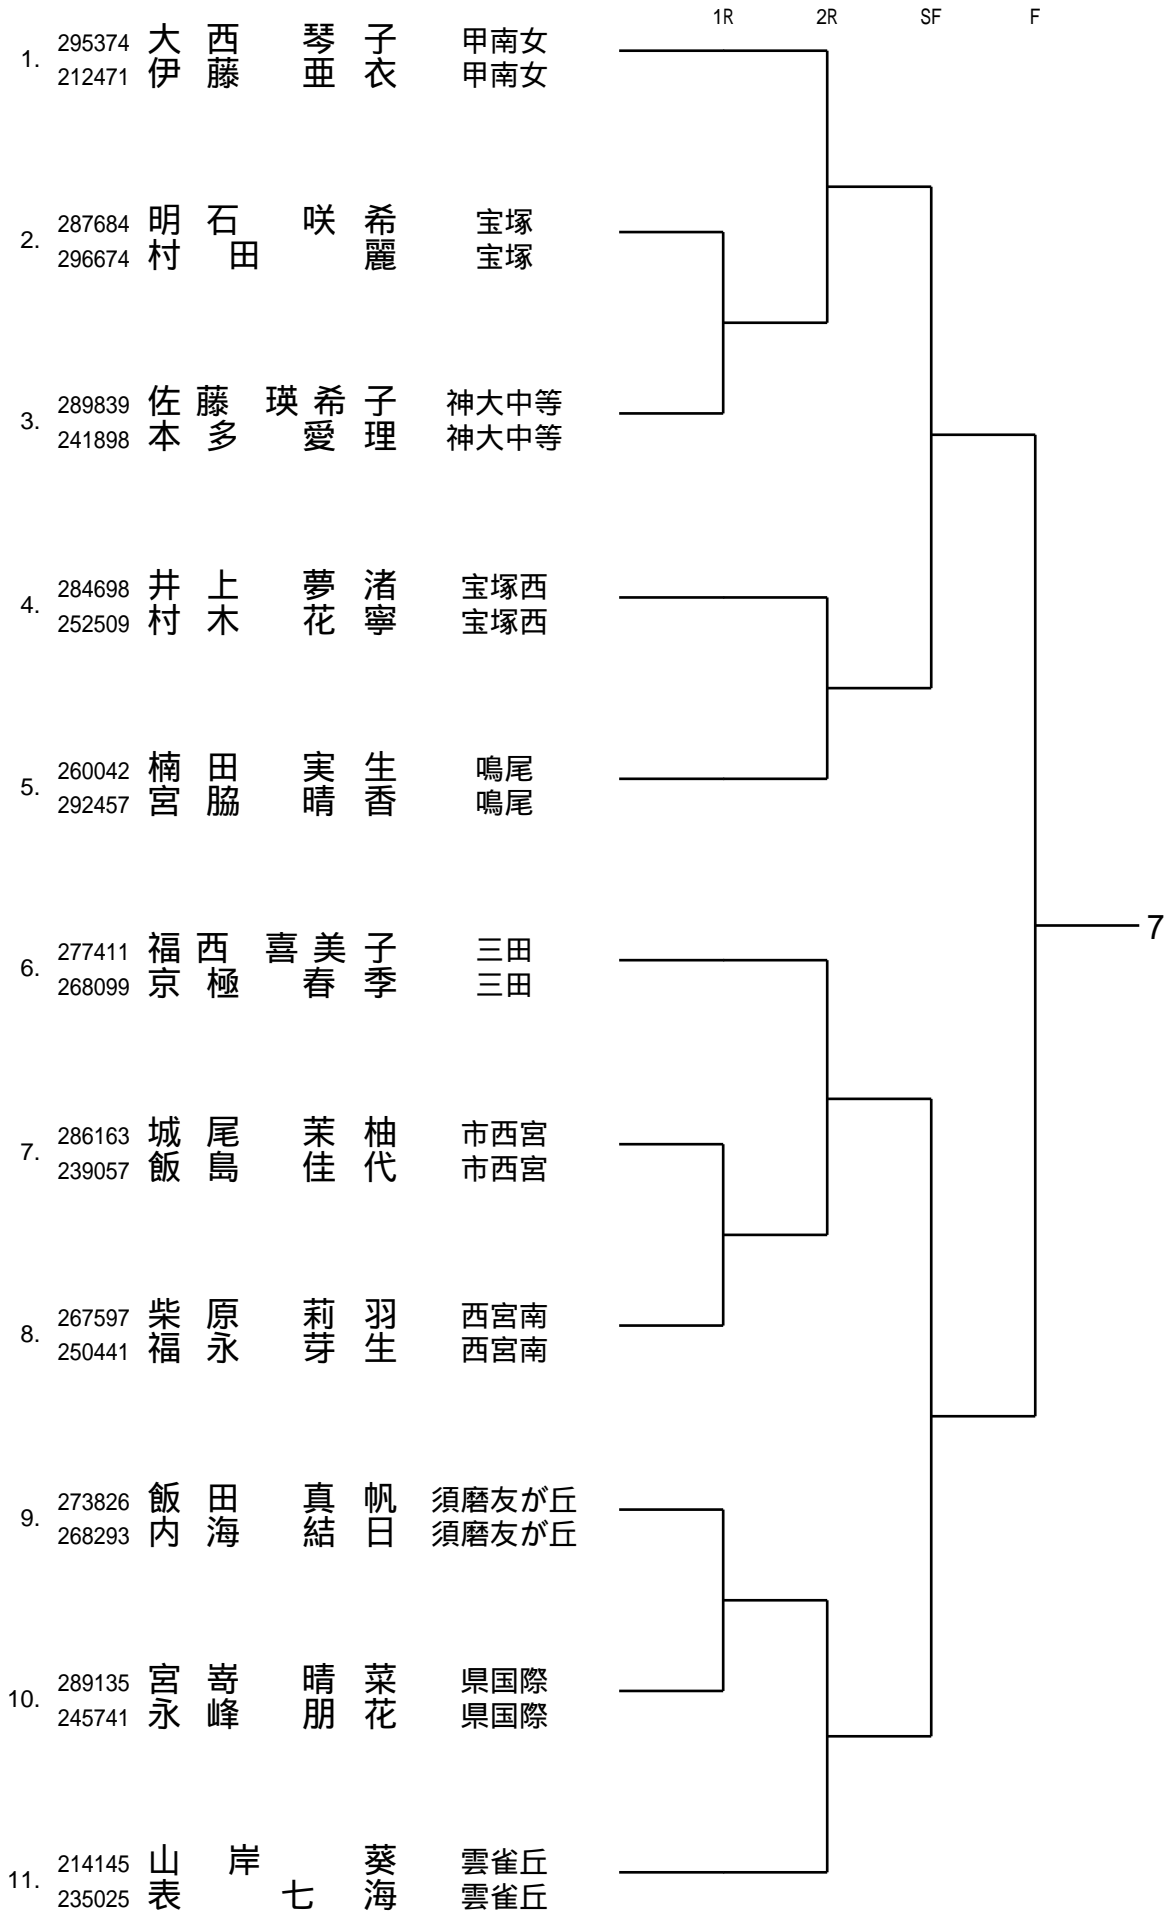 1R 2R SF F
1. 295374 大西 琴子 甲南女
212471 伊藤 亜衣 甲南女
2. 287684 明石 咲希 宝塚
296674 村田 麗 宝塚
3. 289839 佐藤 瑛希子 神大中等
241898 本多 愛理 神大中等
4. 284698 井上 夢渚 宝塚西
252509 村木 花寧 宝塚西
5. 260042 楠田 実生 鳴尾
292457 宮脇 晴香 鳴尾
7
6. 277411 福西 喜美子 三田
268099 京極 春季 三田
7. 286163 城尾 茉柚 市西宮
239057 飯島 佳代 市西宮
8. 267597 柴原 莉羽 西宮南
250441 福永 芽生 西宮南
9. 273826 飯田 真帆 須磨友が丘
268293 内海 結日 須磨友が丘
10. 289135 宮嵜 晴菜 県国際
245741 永峰 朋花 県国際
11. 214145 山岸 葵 雲雀丘
235025 表 七海 雲雀丘